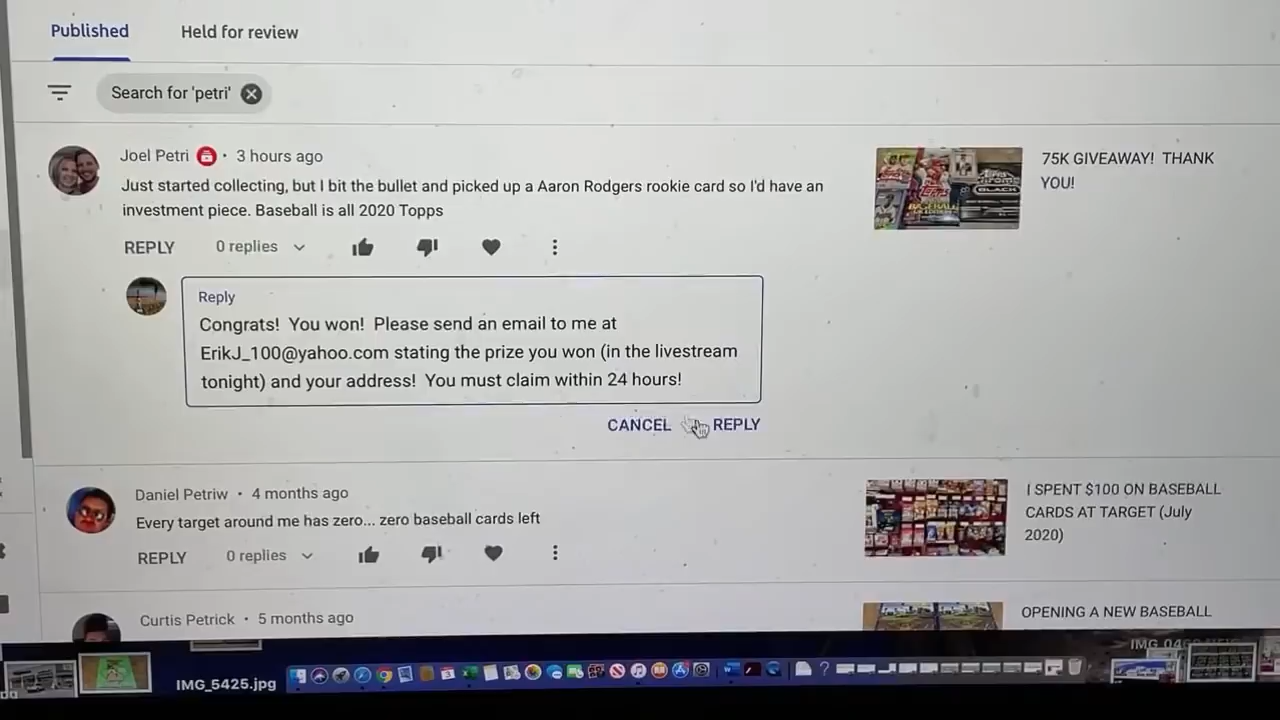 Published
Held for review
Search for 'petri'
Joel Petri • 3 hours ago
Just started collecting, but I bit the bullet and picked up a Aaron Rodgers rookie card so I'd have an
investment piece. Baseball is all 2020 Topps
REPLY 0 replies
75K GIVEAWAY! THANK
YOU!
Reply
Congrats! You won! Please send an email to me at
ErikJ_100@yahoo.com stating the prize you won (in the livestream
tonight) and your address! You must claim within 24 hours!
CANCEL REPLY
Daniel Petriw • 4 months ago
Every target around me has zero... zero baseball cards left
REPLY 0 replies
I SPENT $100 ON BASEBALL
CARDS AT TARGET (July
2020)
Curtis Petrick • 5 months ago
OPENING A NEW BASEBALL
IMG_5425.jpg